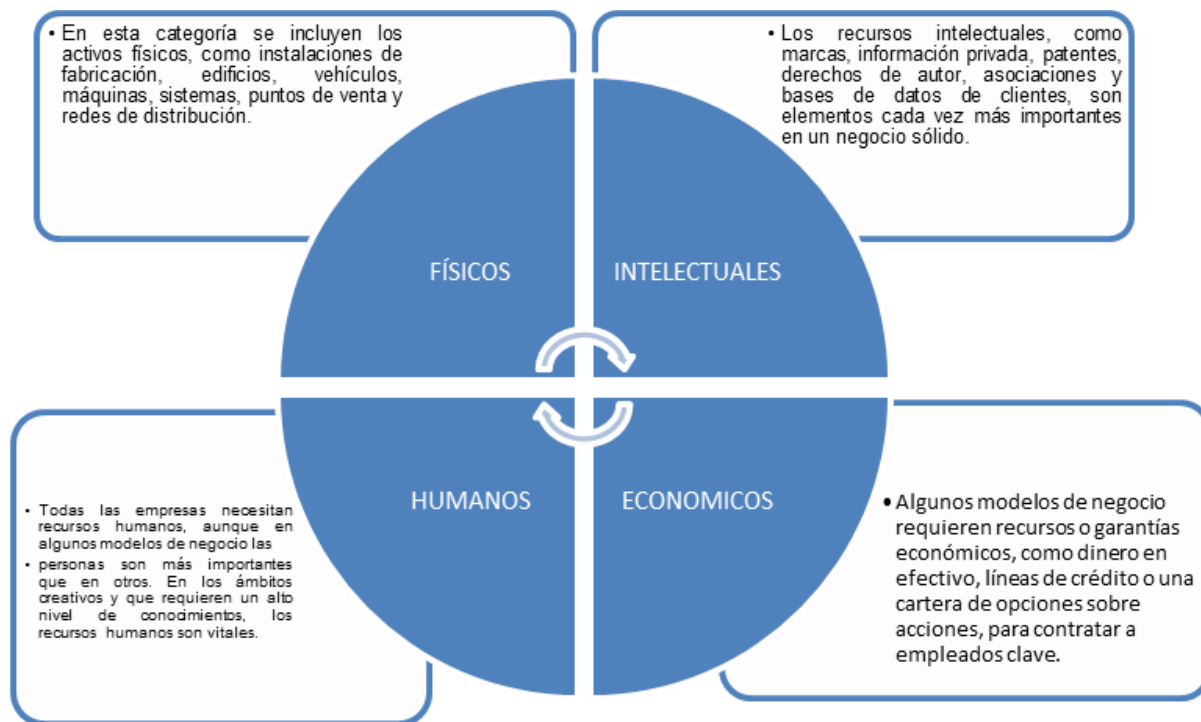 • En esta categoría se incluyen los
activos físicos, como instalaciones de
fabricación, edificios, vehículos,
máquinas, sistemas, puntos de venta y
redes de distribución.
• Los recursos intelectuales, como
marcas, información privada, patentes,
derechos de autor, asociaciones y
bases de datos de clientes, son
elementos cada vez más importantes
en un negocio sólido.
FÍSICOS
INTELECTUALES
HUMANOS
ECONOMICOS
• Todas las empresas necesitan
recursos humanos, aunque en
algunos modelos de negocio las
• personas son más importantes
que en otros. En los ámbitos
creativos y que requieren un alto
nivel de conocimientos, los
recursos humanos son vitales.
• Algunos modelos de negocio
requieren recursos o garantías
económicos, como dinero en
efectivo, líneas de crédito o una
cartera de opciones sobre
acciones, para contratar a
empleados clave.